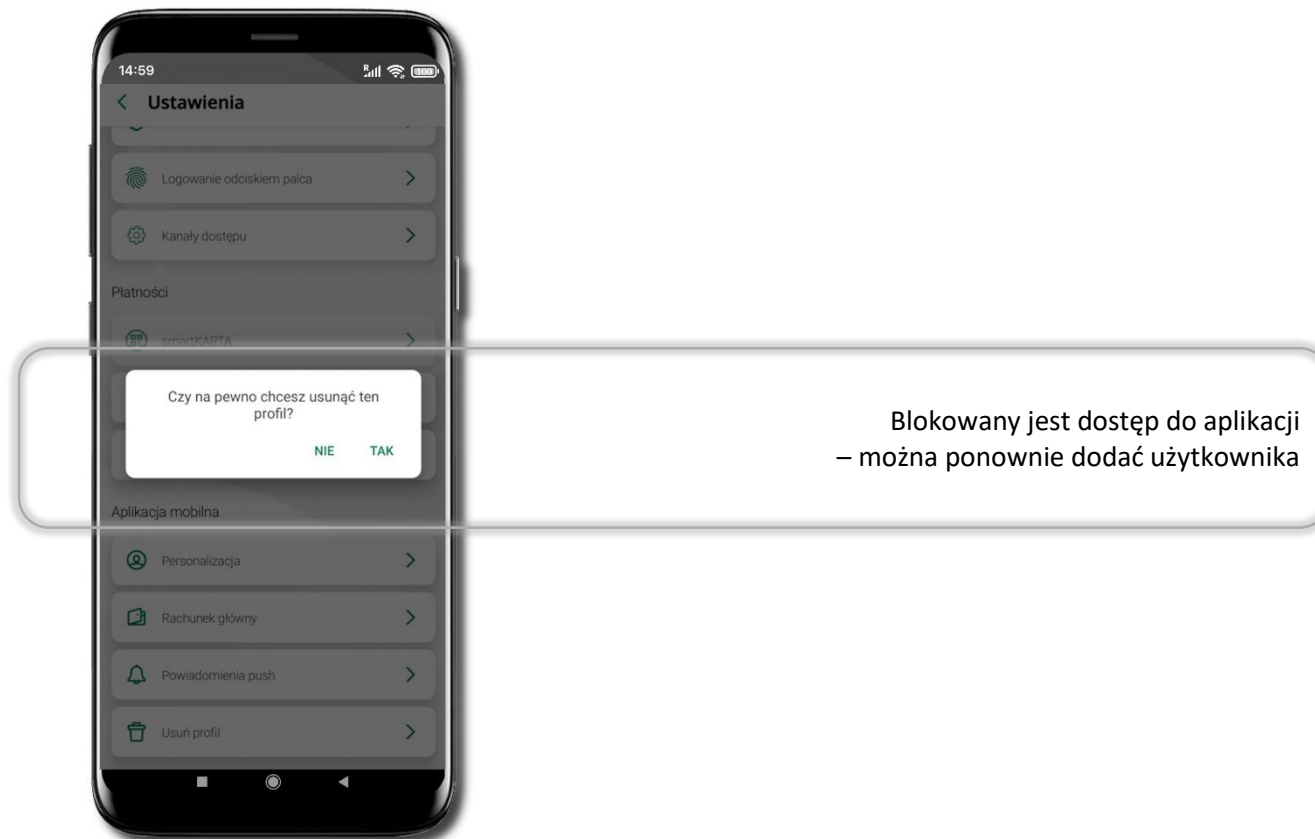 14:59
Ustawienia
Logowanie odciskiem palca
Kanały dostępu
Płatności
smartKARTA
Czy na pewno chcesz usunąć ten
profil?
NIE TAK
Blokowany jest dostęp do aplikacji
– można ponownie dodać użytkownika
Aplikacja mobilna
Personalizacja
Rachunek główny
Powiadomienia push
Usuń profil